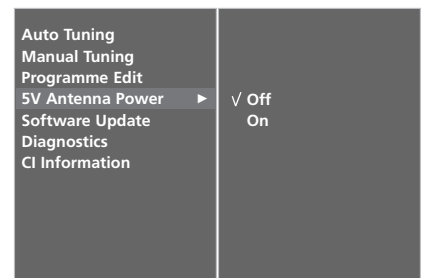 Auto Tuning
Manual Tuning
Programme Edit
5V Antenna Power ►
Software Update
Diagnostics
CI Information
√ Off
On